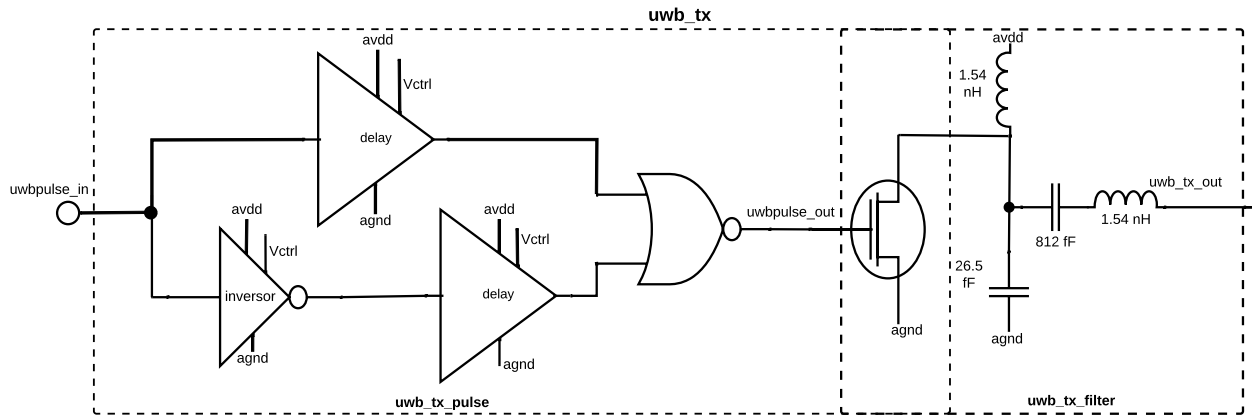 uwb_tx
avdd
Vctrl
delay
agnd
uwbpulse_in
avdd
Vctrl
inversor
agnd
avdd
Vctrl
delay
agnd
uwbpulse_out
agnd
avdd
1.54
nH
uwb_tx_out
1.54 nH
812 fF
26.5
fF
agnd
uwb_tx_pulse
uwb_tx_filter